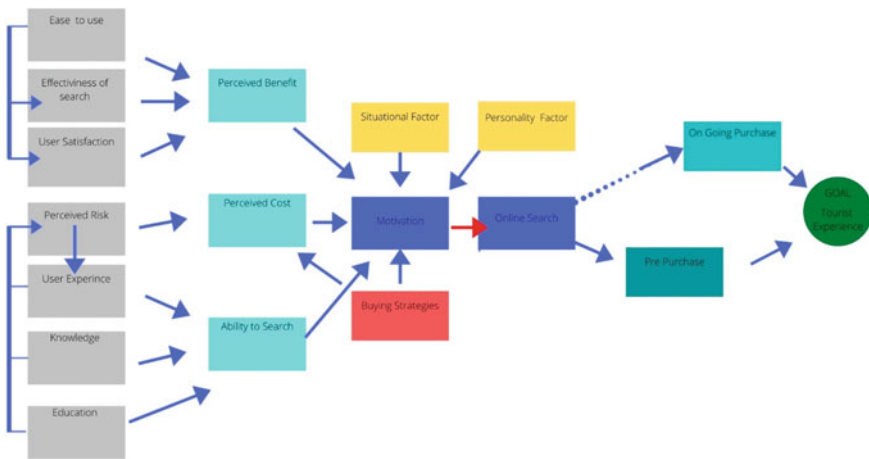 Ease to use
Effectiviness of
search
User Satisfaction
Perceived Risk
User Experince
Knowledge
Education
Perceived Benefit
Perceived Cost
Ability to Search
Situational Factor
Personality Factor
Motivation
Online Search
Buying Strategies
On Going Purchase
Pre Purchase
GOAL
Tourist
Experience